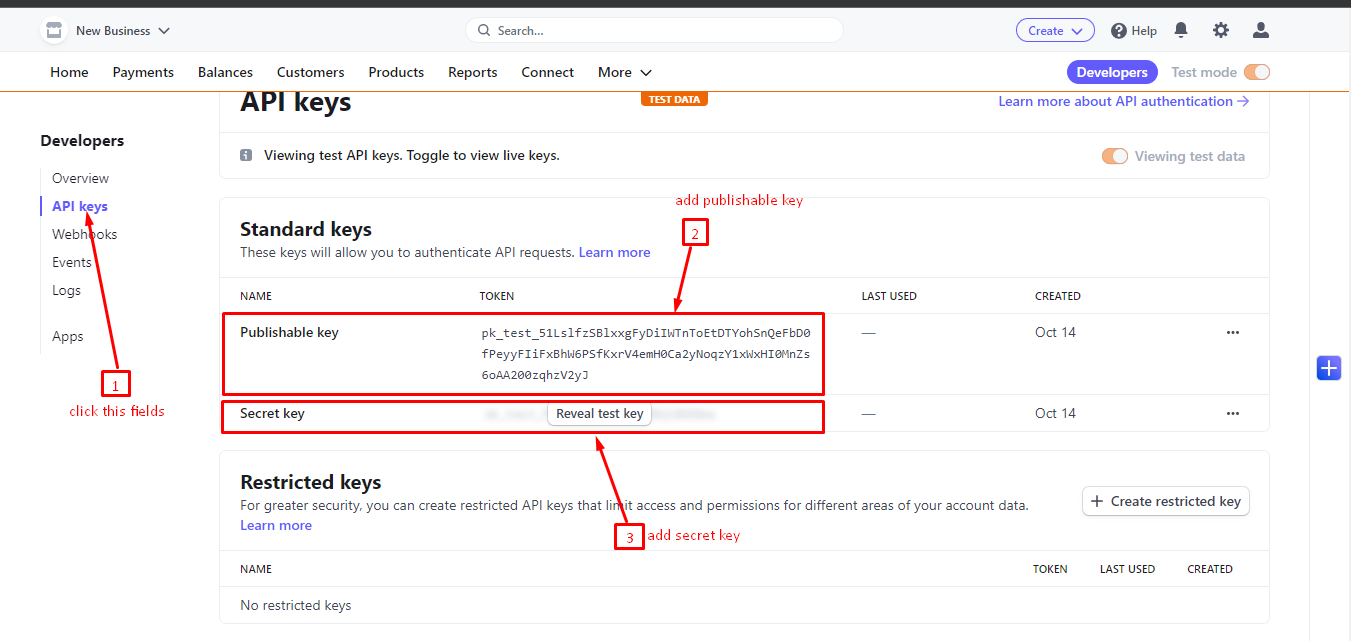 New Business
Search...
Create
Help
Home
Payments
Balances
Customers
Products
Reports
Connect
More
Developers
Test mode
API keys
TEST DATA
Learn more about API authentication →
Developers
Overview
API keys
Webhooks
Events
Logs
Apps
1
click this fields
Viewing test API keys. Toggle to view live keys.
Viewing test data
add publishable key
2
Standard keys
These keys will allow you to authenticate API requests. Learn more
NAME TOKEN LAST USED CREATED
Publishable key
pk_test_51LslfzSBlxxgFyDiIWTnToEtDTYohSnQeFbD0
fPeyyFIiFxBhW6PSfKxrV4emH0Ca2yNoqzY1xWxHI0MnZs
6oAA200zqhzV2yJ
—
Oct 14
Secret key
Reveal test key
—
Oct 14
Restricted keys
For greater security, you can create restricted API keys that limit access and permissions for different areas of your account data.
Learn more
+ Create restricted key
3
add secret key
NAME TOKEN LAST USED CREATED
No restricted keys